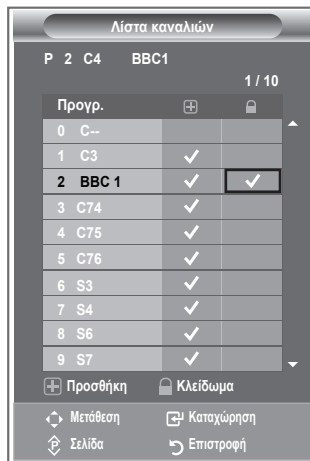 Λίστα καναλιών
P 2 C4 BBC1
1 / 10
Προγρ.
0 C--
1 C3
2 BBC 1
3 C74
4 C75
5 C76
6 S3
7 S4
8 S6
9 S7
Προσθήκη Κλείδωμα
Μετάθεση Καταχώρηση
Σελίδα Επιστροφή